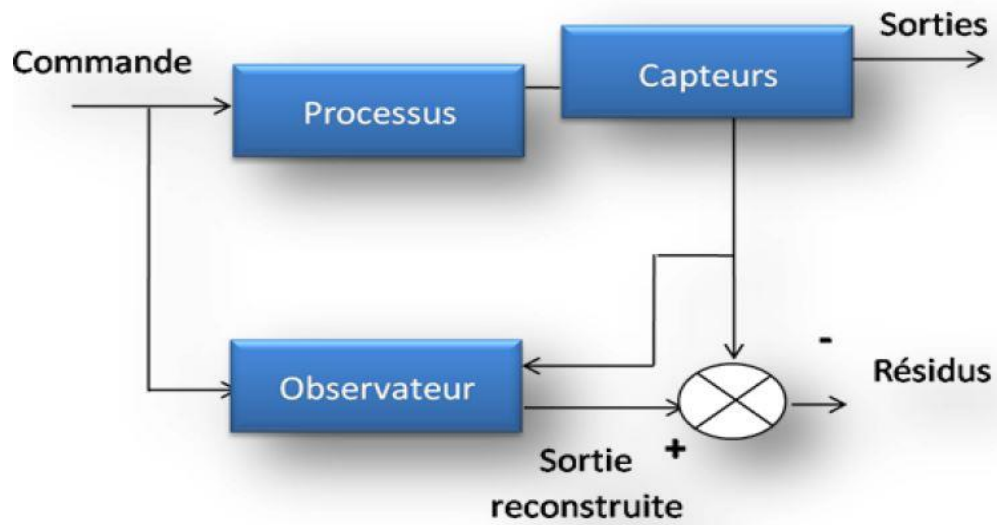 Sorties
Commande
Capteurs
Processus
-
Résidus
Observateur
+
Sortie
reconstruite